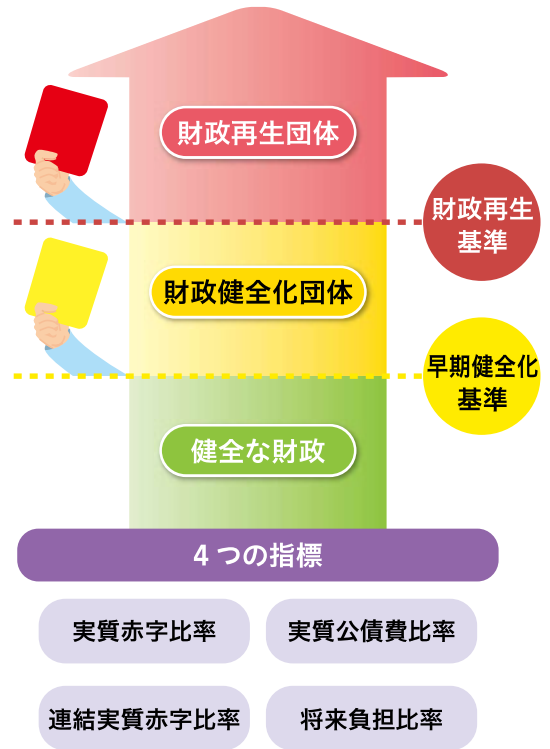 財政再生団体
財政再生
基準
財政健全化団体
早期健全化
基準
健全な財政
4つの指標
実質赤字比率
実質公債費比率
連結実質赤字比率
将来負担比率